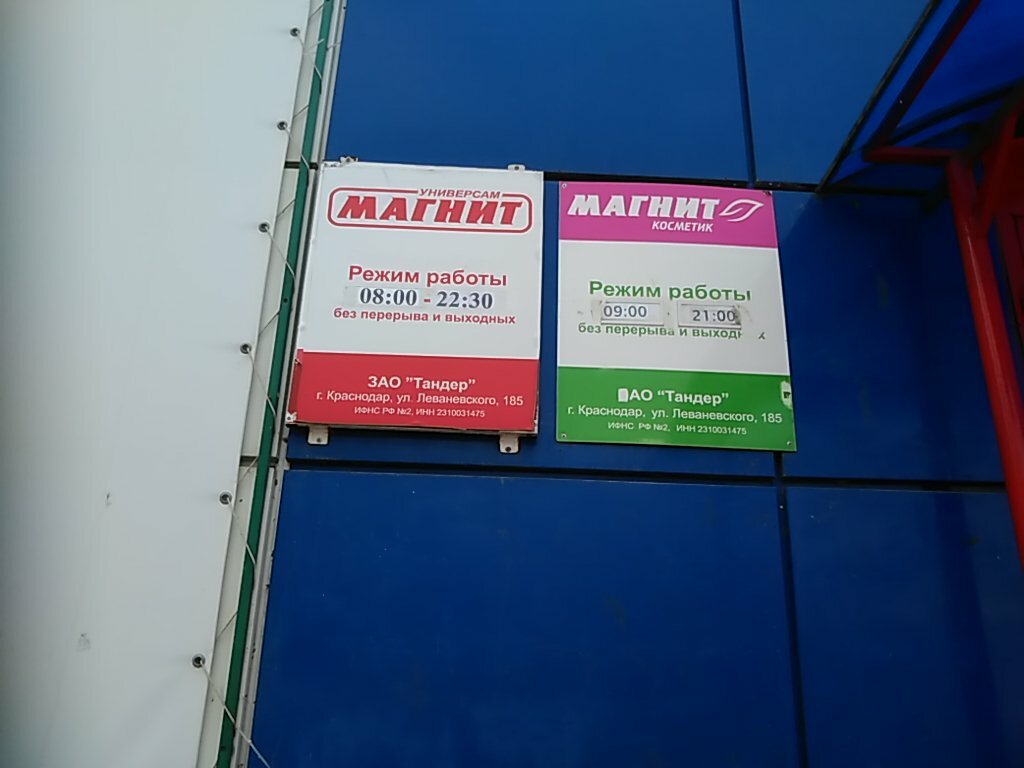 УНИВЕРСАМ
МАГНИТ
Режим работы
08:00 - 22:30
без перерыва и выходных
ЗАО "Тандер"
г. Краснодар, ул. Леваневского, 185
ИФНС РФ №2, ИНН 2310031475
МАГНИТ
КОСМЕТИК
Режим работы
09:00 21:00
без перерыва и
АО "Тандер"
г. Краснодар, ул. Леваневского, 185
ИФНС РФ №2, ИНН 2310031475